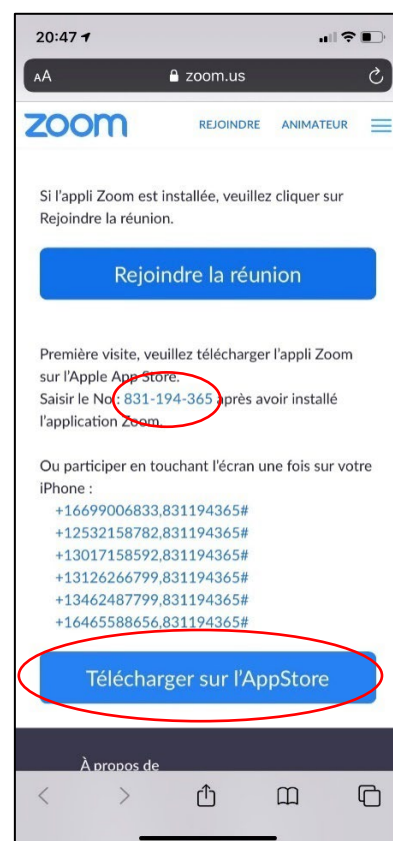 20:47
AA zoom.us
zoom REJOINDRE ANIMATEUR
Si l'appli Zoom est installée, veuillez cliquer sur
Rejoindre la réunion.
Rejoindre la réunion
Première visite, veuillez télécharger l'appli Zoom
sur l'Apple App Store.
Saisir le No : 831-194-365 après avoir installé
l'application Zoom.
Ou participer en touchant l'écran une fois sur votre
iPhone :
+16699006833,831194365#
+12532158782,831194365#
+13017158592,831194365#
+13126266799,831194365#
+13462487799,831194365#
+16465588656,831194365#
Télécharger sur l'AppStore
À propos de